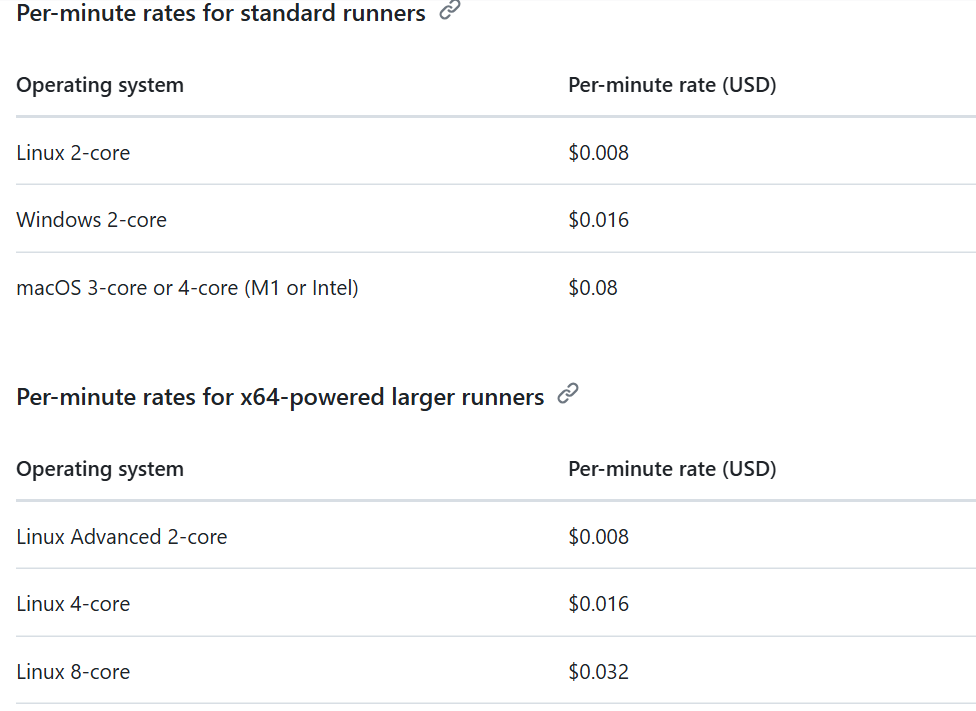 Per-minute rates for standard runners
Operating system Per-minute rate (USD)
Linux 2-core $0.008
Windows 2-core $0.016
macOS 3-core or 4-core (M1 or Intel) $0.08
Per-minute rates for x64-powered larger runners
Operating system Per-minute rate (USD)
Linux Advanced 2-core $0.008
Linux 4-core $0.016
Linux 8-core $0.032